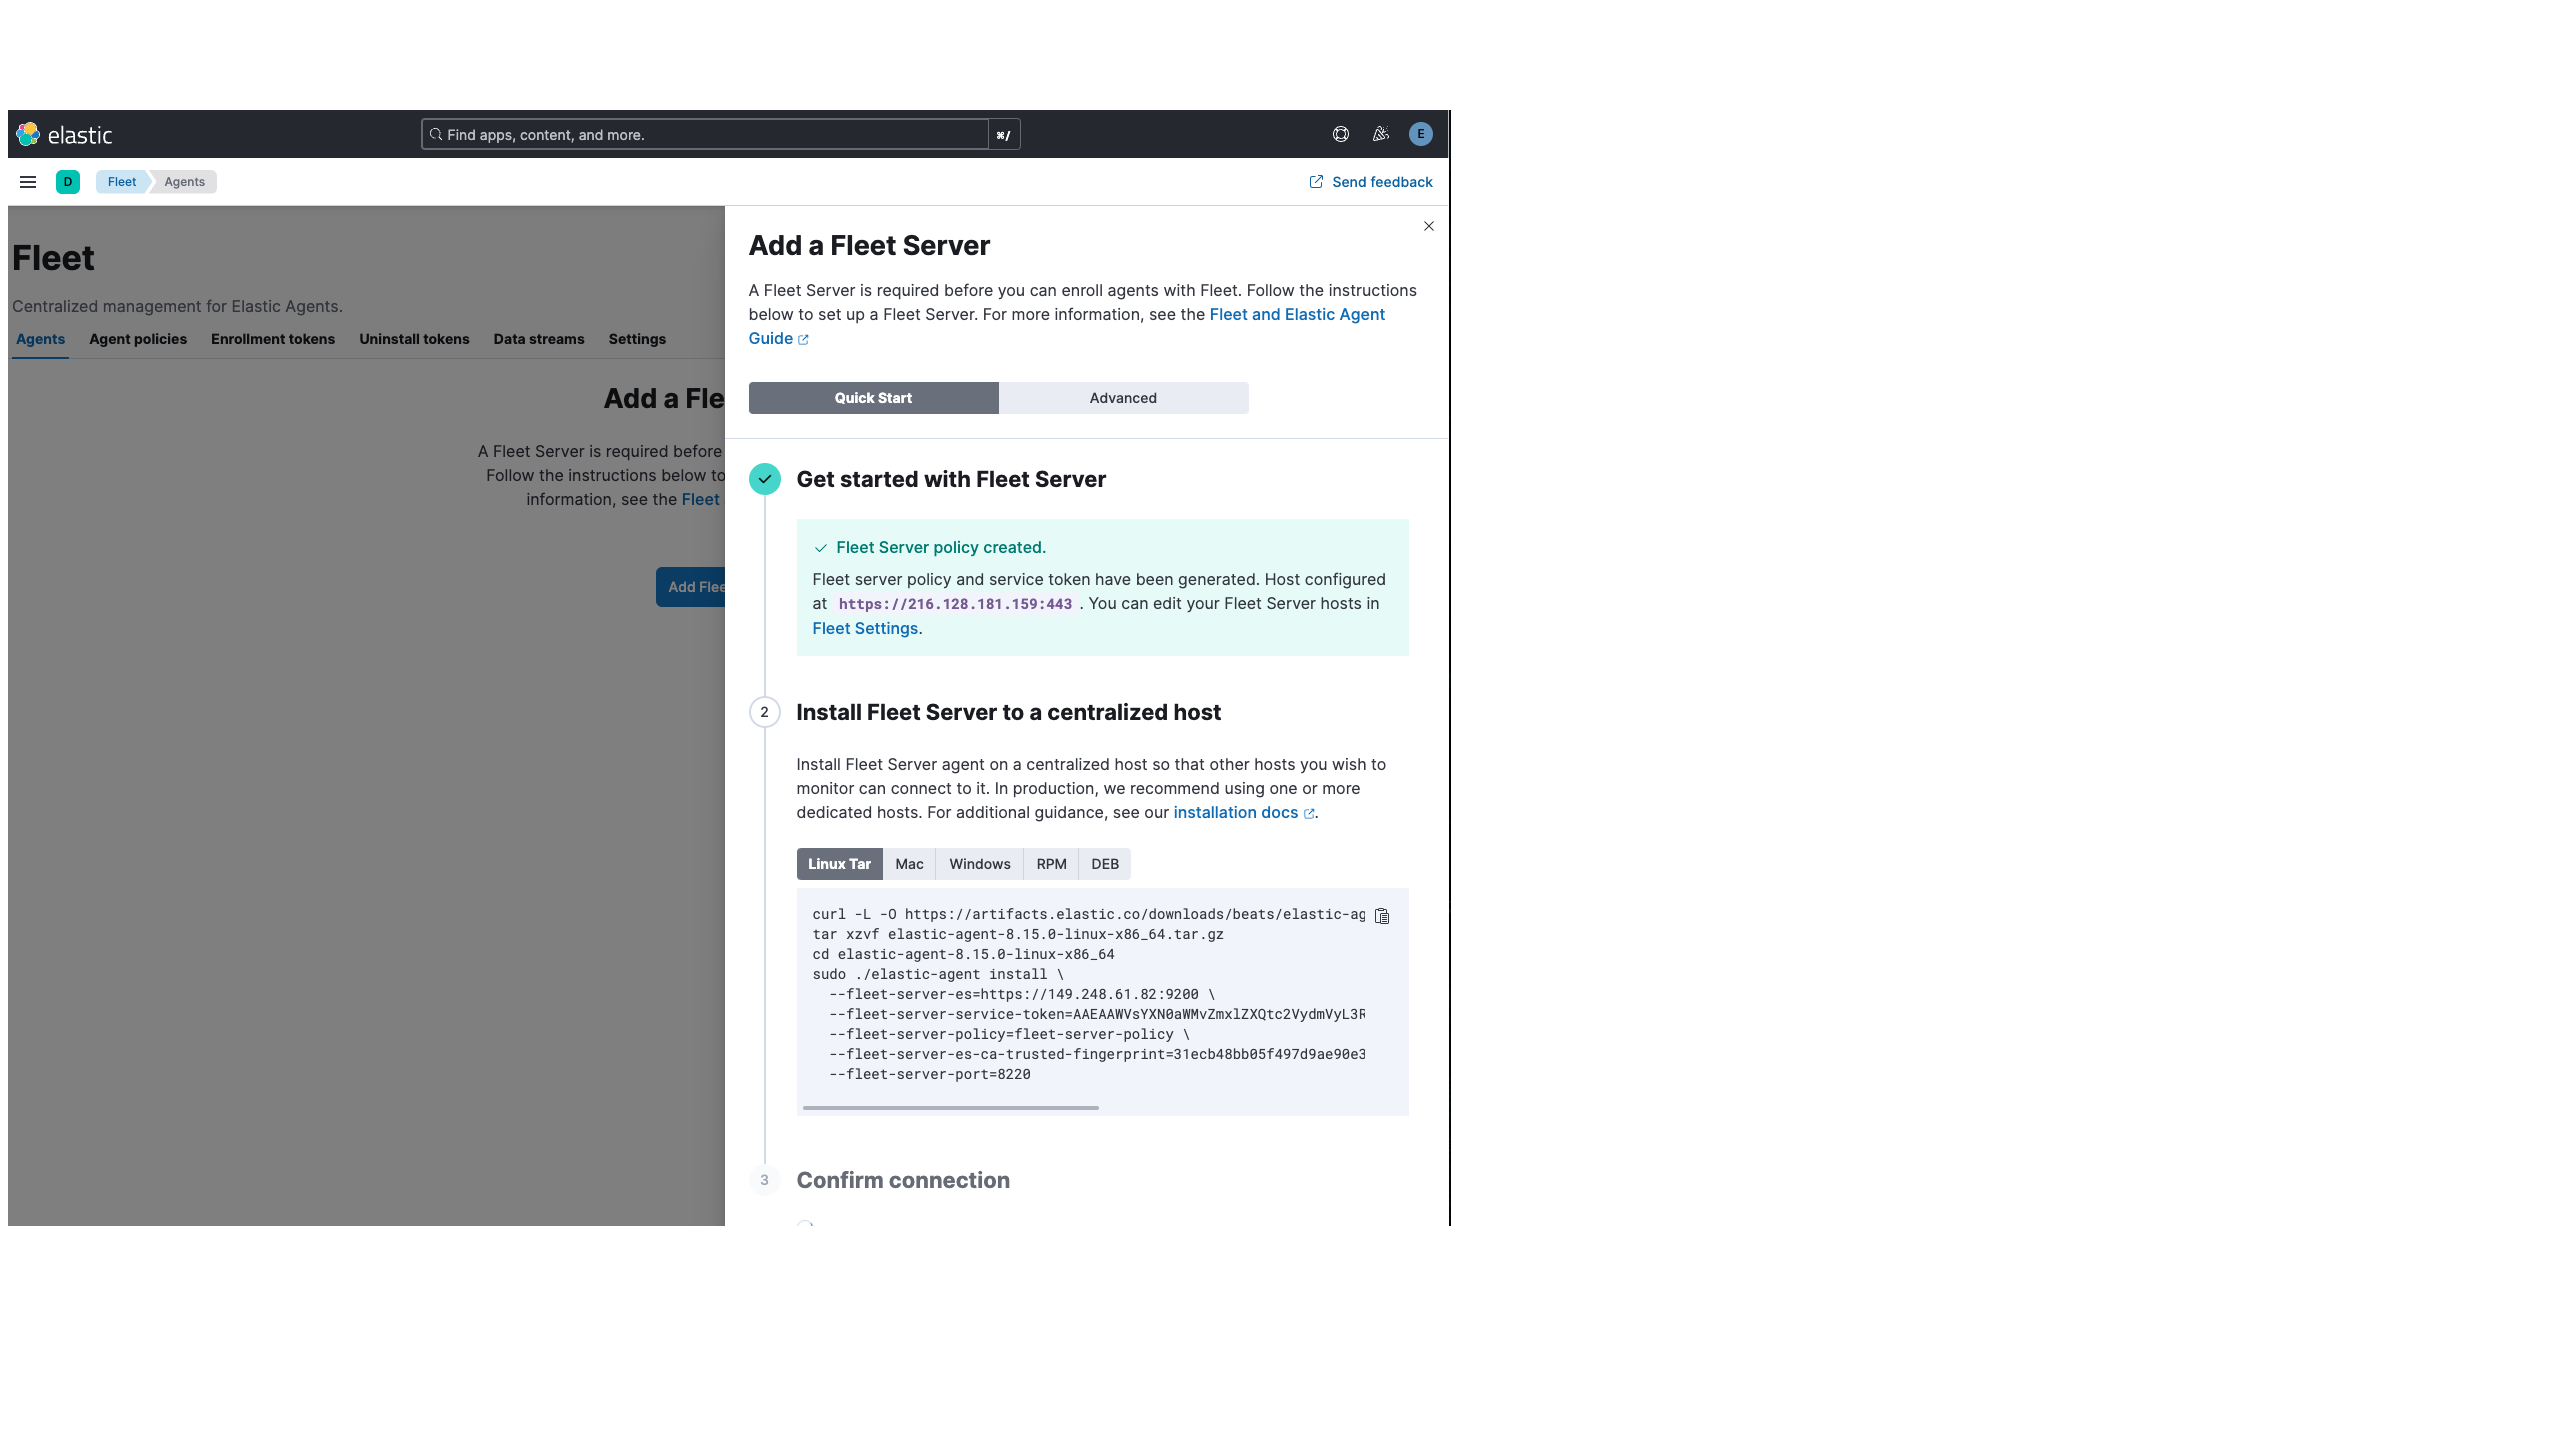 elastic
Find apps, content, and more.
⌘/
E
D
Fleet
Agents
Send feedback
Fleet
Centralized management for Elastic Agents.
Agents
Agent policies
Enrollment tokens
Uninstall tokens
Data streams
Settings
Add a Fle
A Fleet Server is required before
Follow the instructions below to
information, see the Fleet
Add Flee
Add a Fleet Server
A Fleet Server is required before you can enroll agents with Fleet. Follow the instructions
below to set up a Fleet Server. For more information, see the Fleet and Elastic Agent
Guide
Quick Start
Advanced
Get started with Fleet Server
Fleet Server policy created.
Fleet server policy and service token have been generated. Host configured
at https://216.128.181.159:443 . You can edit your Fleet Server hosts in
Fleet Settings.
2
Install Fleet Server to a centralized host
Install Fleet Server agent on a centralized host so that other hosts you wish to
monitor can connect to it. In production, we recommend using one or more
dedicated hosts. For additional guidance, see our installation docs .
Linux Tar
Mac
Windows
RPM
DEB
curl -L -O https://artifacts.elastic.co/downloads/beats/elastic-ag
tar xzvf elastic-agent-8.15.0-linux-x86_64.tar.gz
cd elastic-agent-8.15.0-linux-x86_64
sudo ./elastic-agent install \
--fleet-server-es=https://149.248.61.82:9200 \
--fleet-server-service-token=AAEAAWVsYXN0aWMvZmxlZXQtc2VydmVyL3R
--fleet-server-policy=fleet-server-policy \
--fleet-server-es-ca-trusted-fingerprint=31ecb48bb05f497d9ae90e3
--fleet-server-port=8220
3
Confirm connection